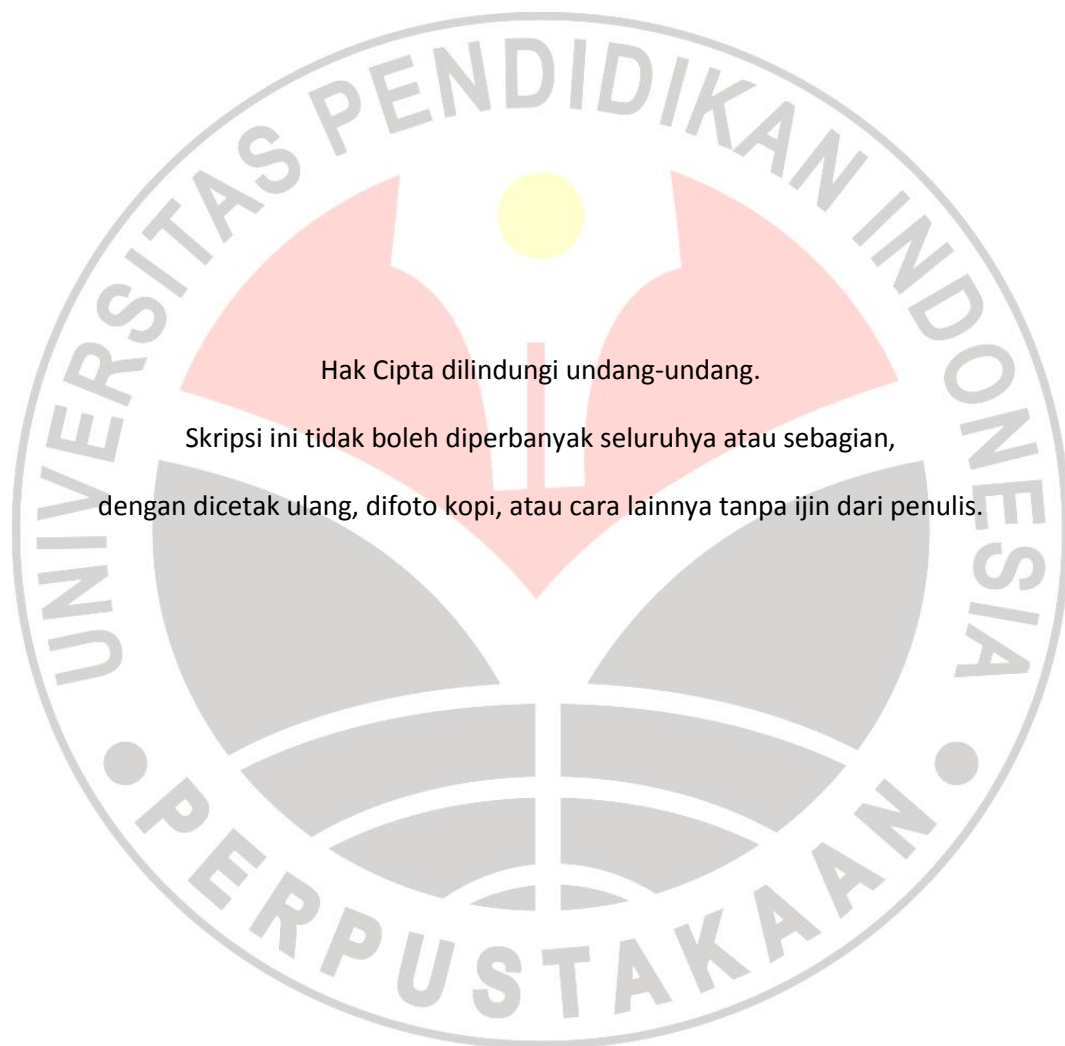 UNIVERSITAS PENDIDIKAN INDONESIA
Hak Cipta dilindungi undang-undang.
Skripsi ini tidak boleh diperbanyak seluruhya atau sebagian,
dengan dicetak ulang, difoto kopi, atau cara lainnya tanpa ijin dari penulis.
PERPUSTAKAAN